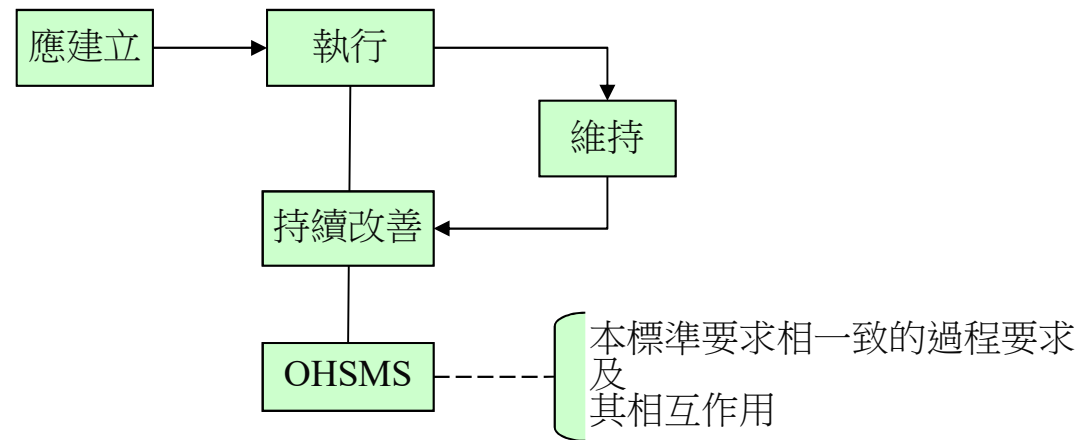 應建立
執行
維持
持續改善
OHSMS
本標準要求相一致的過程要求
及
其相互作用